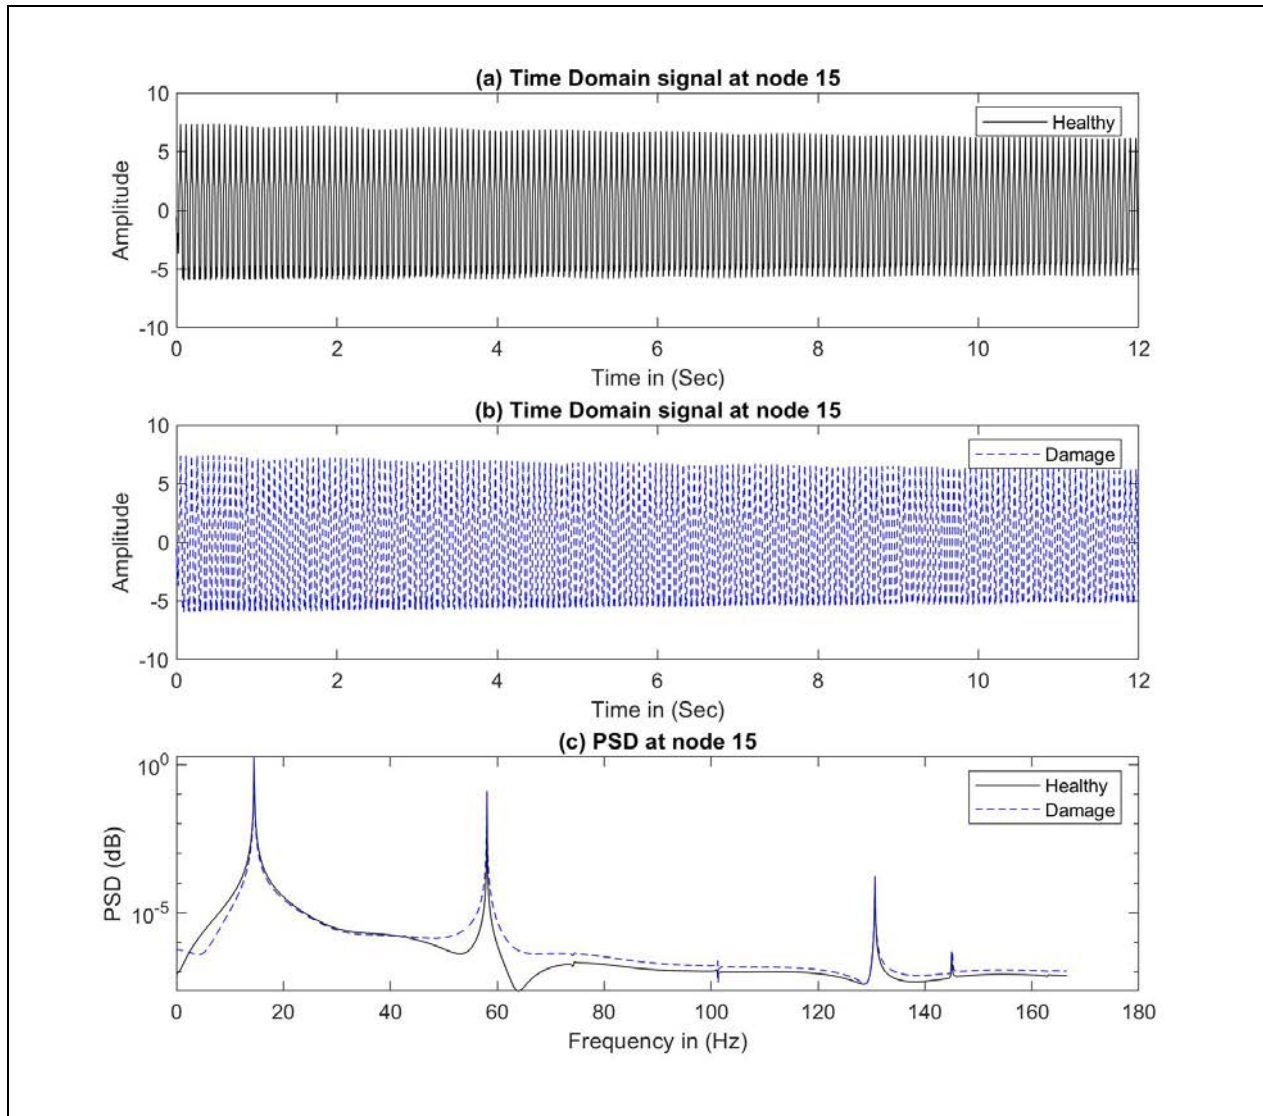 (a) Time Domain signal at node 15
10
5
0
-5
-10
Amplitude
Healthy
0 2 4 6 8 10 12
Time in (Sec)
(b) Time Domain signal at node 15
10
5
0
-5
-10
Amplitude
Damage
0 2 4 6 8 10 12
Time in (Sec)
(c) PSD at node 15
10^0
10^-5
PSD (dB)
Healthy
Damage
0 20 40 60 80 100 120 140 160 180
Frequency in (Hz)